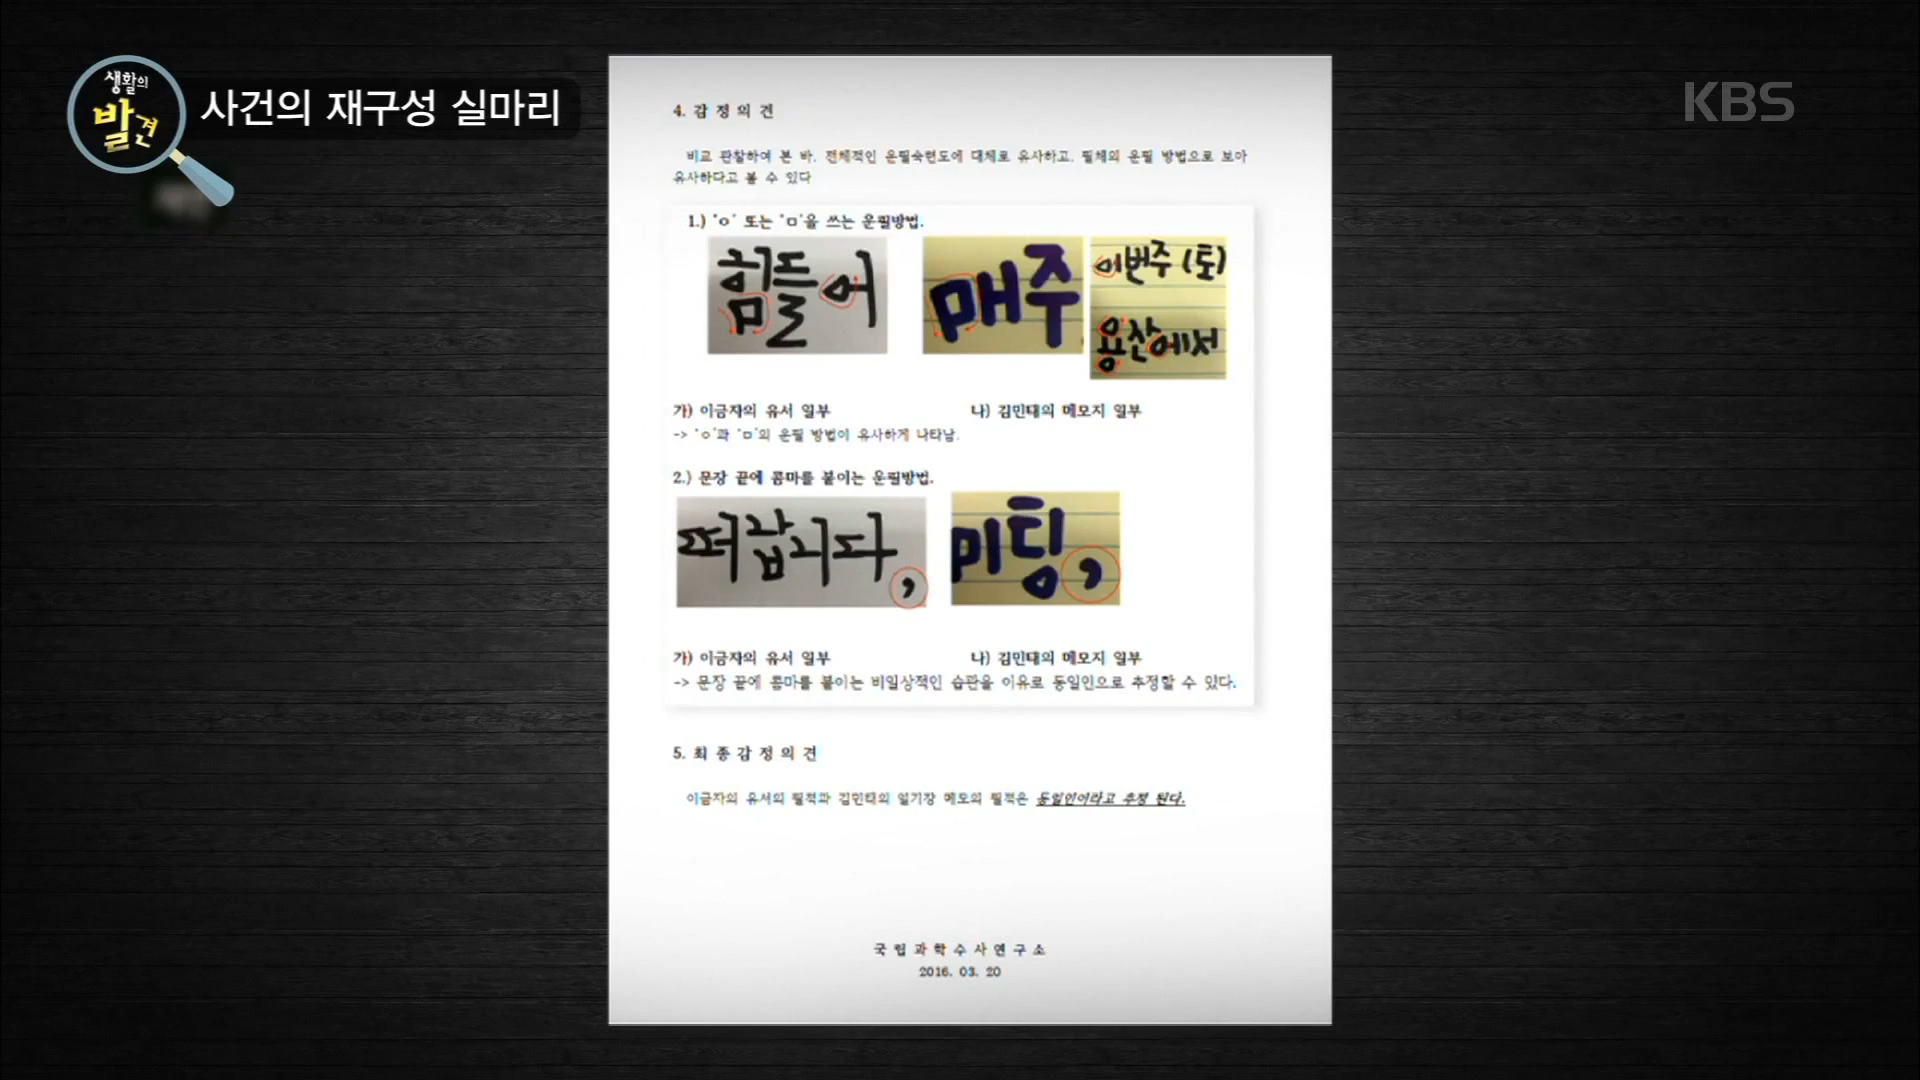 생활의
발견
사건의 재구성 실마리
KBS
4. 감 정 의 견
비교 관찰하여 본 바, 전체적인 운필숙련도에 대체로 유사하고, 필체의 운필 방법으로 보아
유사하다고 볼 수 있다
1.) 'ㅇ' 또는 'ㅁ'을 쓰는 운필방법.
힘들어
매주
이번주 (토)
용산에서
가) 이금자의 유서 일부
나) 김민태의 메모지 일부
-> 'ㅇ'과 'ㅁ'의 운필 방법이 유사하게 나타남.
2.) 문장 끝에 콤마를 붙이는 운필방법.
떠납니다,
미팅,
가) 이금자의 유서 일부
나) 김민태의 메모지 일부
-> 문장 끝에 콤마를 붙이는 비일상적인 습관을 이유로 동일인으로 추정할 수 있다.
5. 최 종 감 정 의 견
이금자의 유서의 필적과 김민태의 일기장 메모의 필적은 동일인이라고 추정 된다.
국 립 과 학 수 사 연 구 소
2016. 03. 20